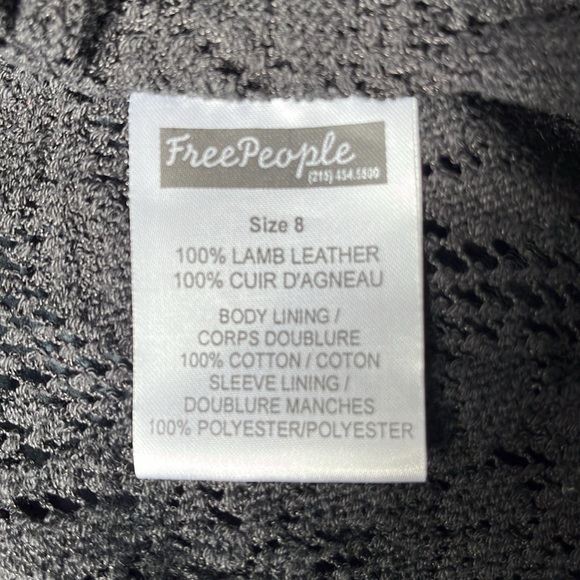 FreePeople
(215) 454.5500
Size 8
100% LAMB LEATHER
100% CUIR D'AGNEAU
BODY LINING /
CORPS DOUBLURE
100% COTTON / COTON
SLEEVE LINING /
DOUBLURE MANCHES
100% POLYESTER/POLYESTER